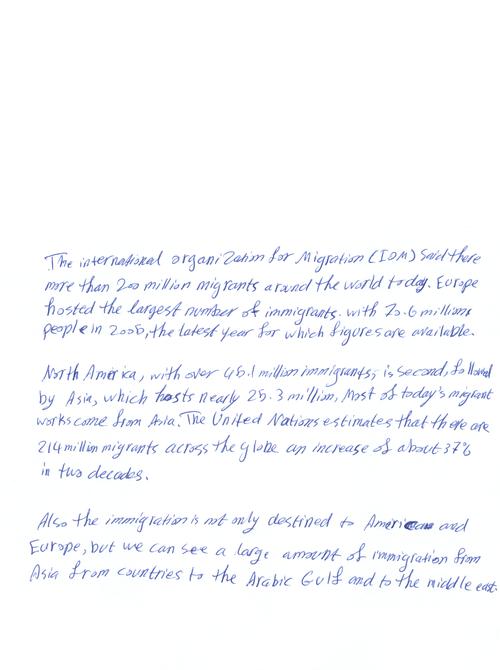 The international organization for Migration (IOM) Said there
more than 200 million migrants around the world today. Europe
hosted the largest number of immigrants. with 70.6 millions
people in 2005, the latest year for which figures are available.
North America, with over 45.1 million immigrants, is second, followed
by Asia, which hosts nearly 25.3 million, Most of today's migrant
works come from Asia. The United Nations estimates that there are
214 million migrants across the globe an increase of about 37%
in two decades.
Also the immigration is not only destined to American and
Europe, but we can see a large amount of immigration from
Asia from countries to the Arabic Gulf and to the middle east.